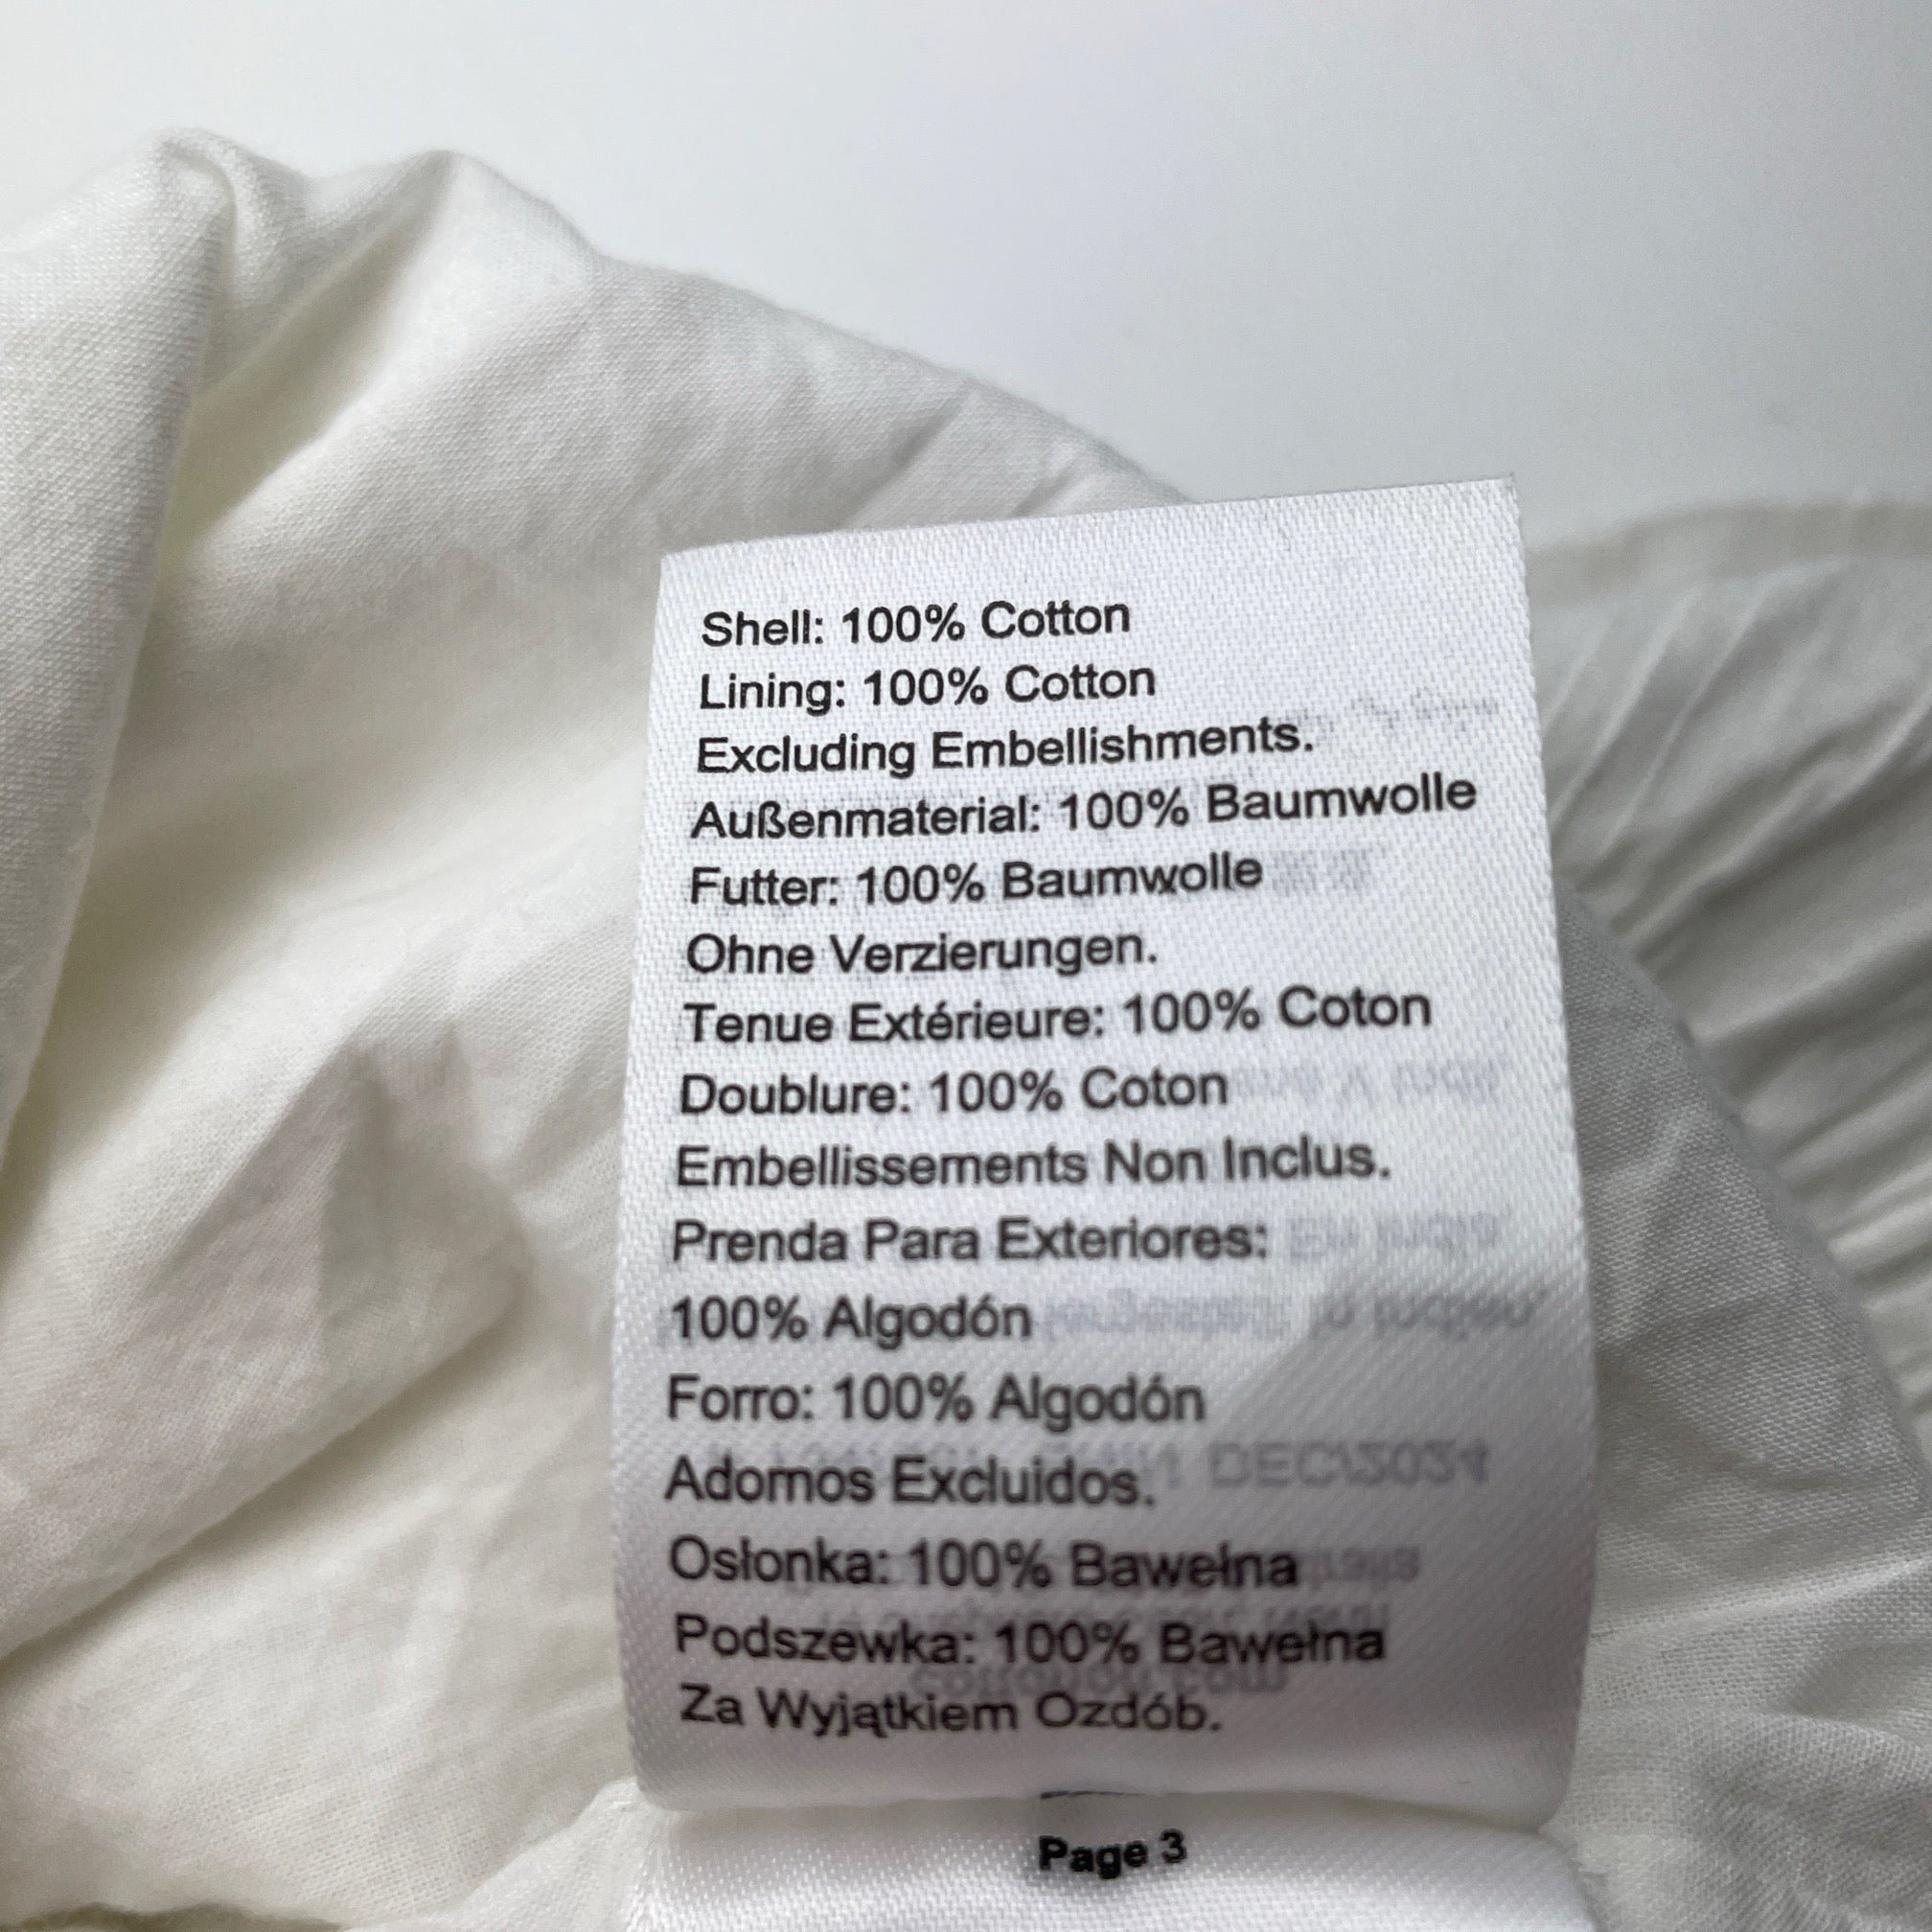 Shell: 100% Cotton
Lining: 100% Cotton
Excluding Embellishments.
Außenmaterial: 100% Baumwolle
Futter: 100% Baumwolle
Ohne Verzierungen.
Tenue Extérieure: 100% Coton
Doublure: 100% Coton
Embellissements Non Inclus.
Prenda Para Exteriores:
100% Algodón
Forro: 100% Algodón
Adornos Excluidos.
Osłonka: 100% Bawełna
Podszewka: 100% Bawełna
Za Wyjątkiem Ozdób.
Page 3